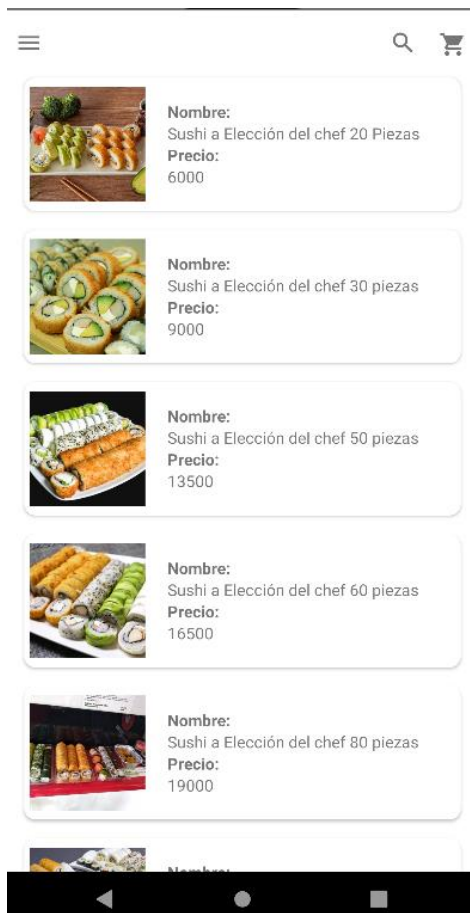 Nombre:
Sushi a Elección del chef 20 Piezas
Precio:
6000
Nombre:
Sushi a Elección del chef 30 piezas
Precio:
9000
Nombre:
Sushi a Elección del chef 50 piezas
Precio:
13500
Nombre:
Sushi a Elección del chef 60 piezas
Precio:
16500
Nombre:
Sushi a Elección del chef 80 piezas
Precio:
19000
Nombre: